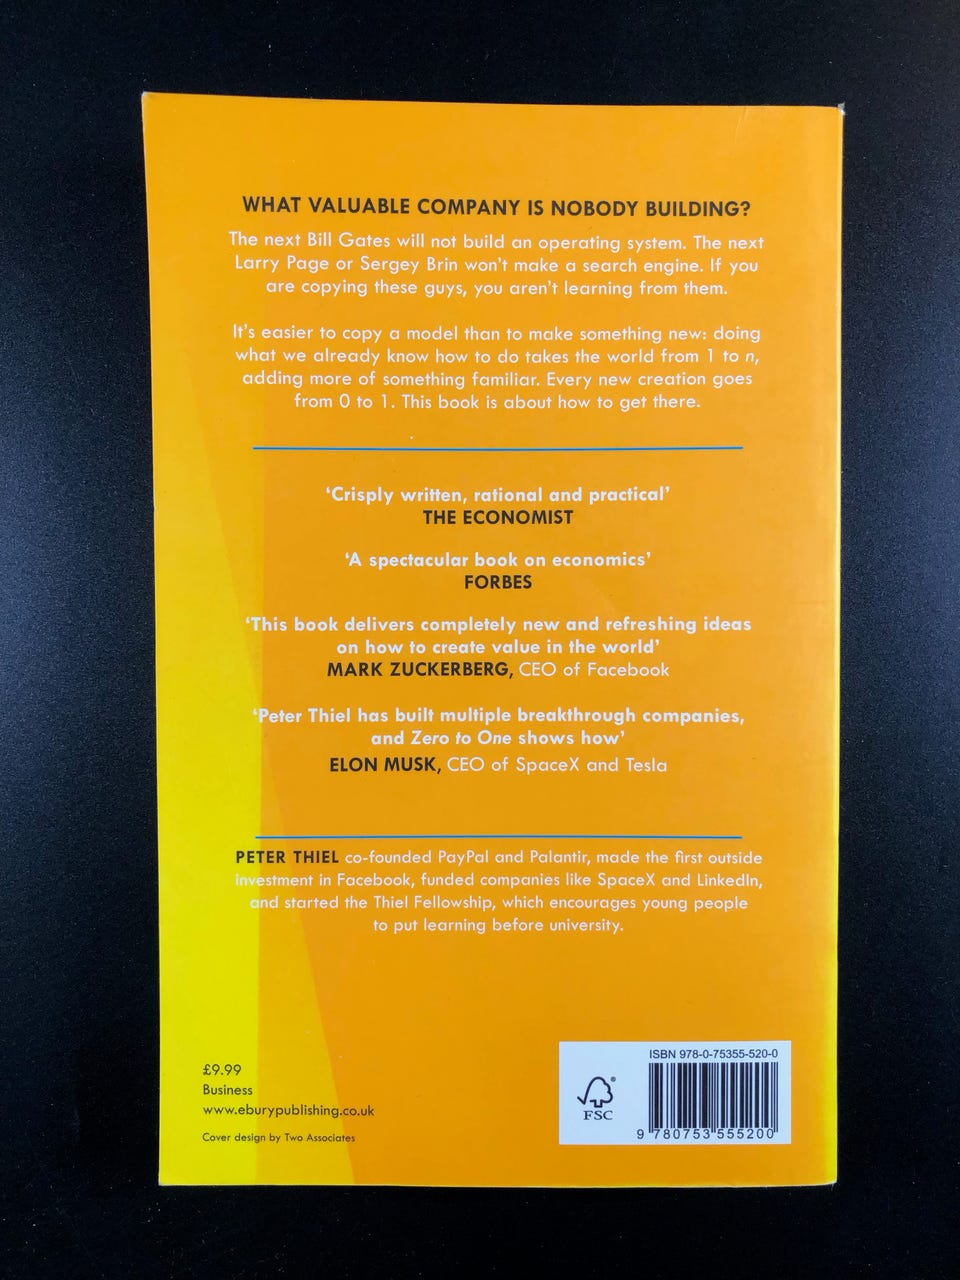 WHAT VALUABLE COMPANY IS NOBODY BUILDING?
The next Bill Gates will not build an operating system. The next
Larry Page or Sergey Brin won't make a search engine. If you
are copying these guys, you aren't learning from them.
It's easier to copy a model than to make something new: doing
what we already know how to do takes the world from 1 to n,
adding more of something familiar. Every new creation goes
from 0 to 1. This book is about how to get there.
'Crisply written, rational and practical'
THE ECONOMIST
'A spectacular book on economics'
FORBES
'This book delivers completely new and refreshing ideas
on how to create value in the world'
MARK ZUCKERBERG, CEO of Facebook
'Peter Thiel has built multiple breakthrough companies,
and Zero to One shows how'
ELON MUSK, CEO of SpaceX and Tesla
PETER THIEL co-founded PayPal and Palantir, made the first outside
investment in Facebook, funded companies like SpaceX and LinkedIn,
and started the Thiel Fellowship, which encourages young people
to put learning before university.
£9.99
Business
www.eburypublishing.co.uk
Cover design by Two Associates
ISBN 978-0-75355-520-0
FSC
9 780753 555200